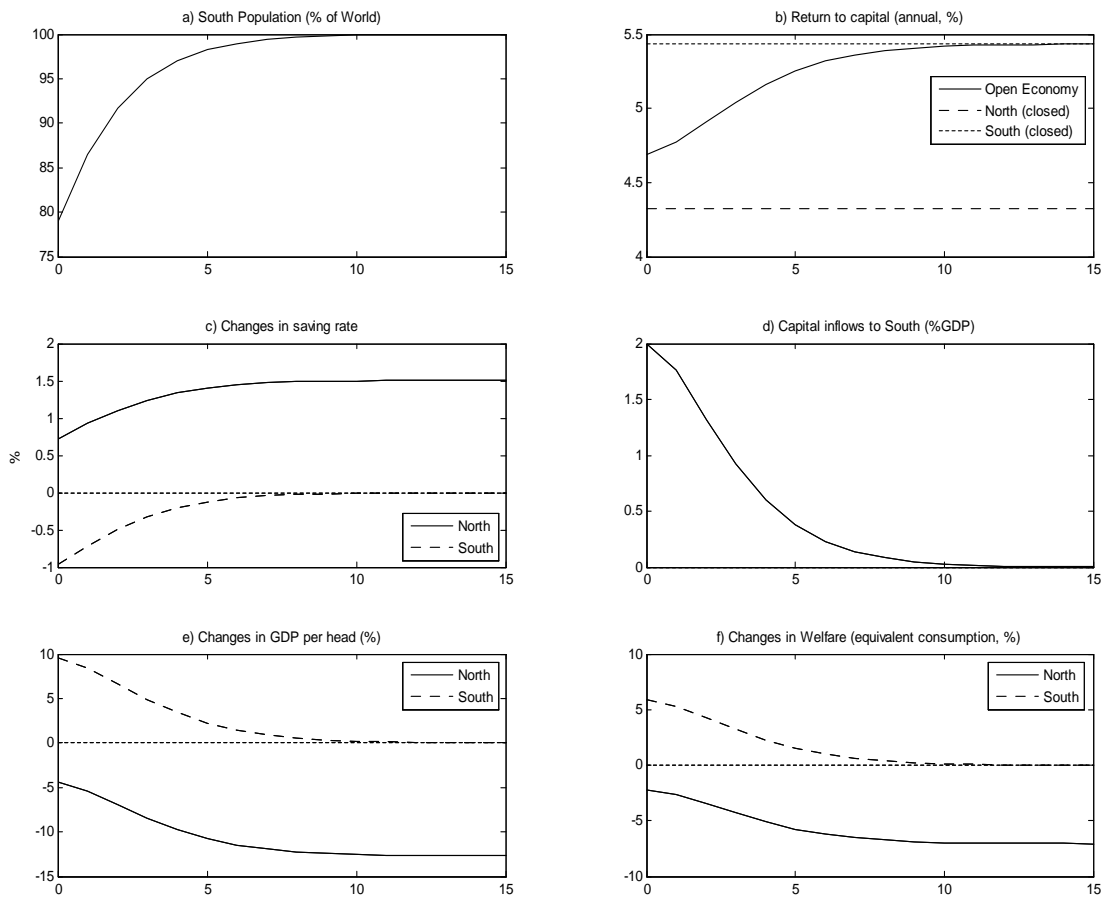 a) South Population (% of World)
100
95
90
85
80
75
0 5 10 15
b) Return to capital (annual, %)
5.5
5
4.5
4
Open Economy
North (closed)
South (closed)
0 5 10 15
c) Changes in saving rate
%
2
1.5
1
0.5
0
-0.5
-1
North
South
0 5 10 15
d) Capital inflows to South (%GDP)
2
1.5
1
0.5
0
0 5 10 15
e) Changes in GDP per head (%)
10
5
0
-5
-10
-15
North
South
0 5 10 15
f) Changes in Welfare (equivalent consumption, %)
10
5
0
-5
-10
North
South
0 5 10 15